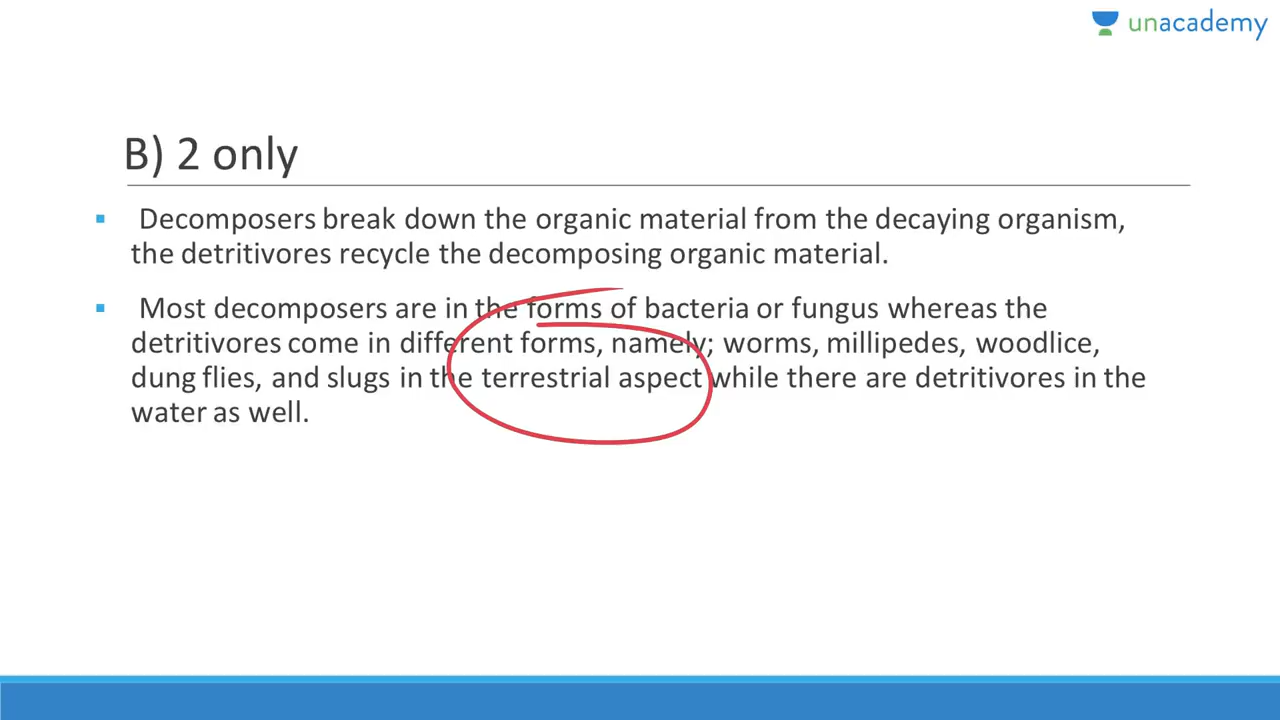 unacademy
B) 2 only
▪ Decomposers break down the organic material from the decaying organism,
the detritivores recycle the decomposing organic material.
▪ Most decomposers are in the forms of bacteria or fungus whereas the
detritivores come in different forms, namely; worms, millipedes, woodlice,
dung flies, and slugs in the terrestrial aspect while there are detritivores in the
water as well.